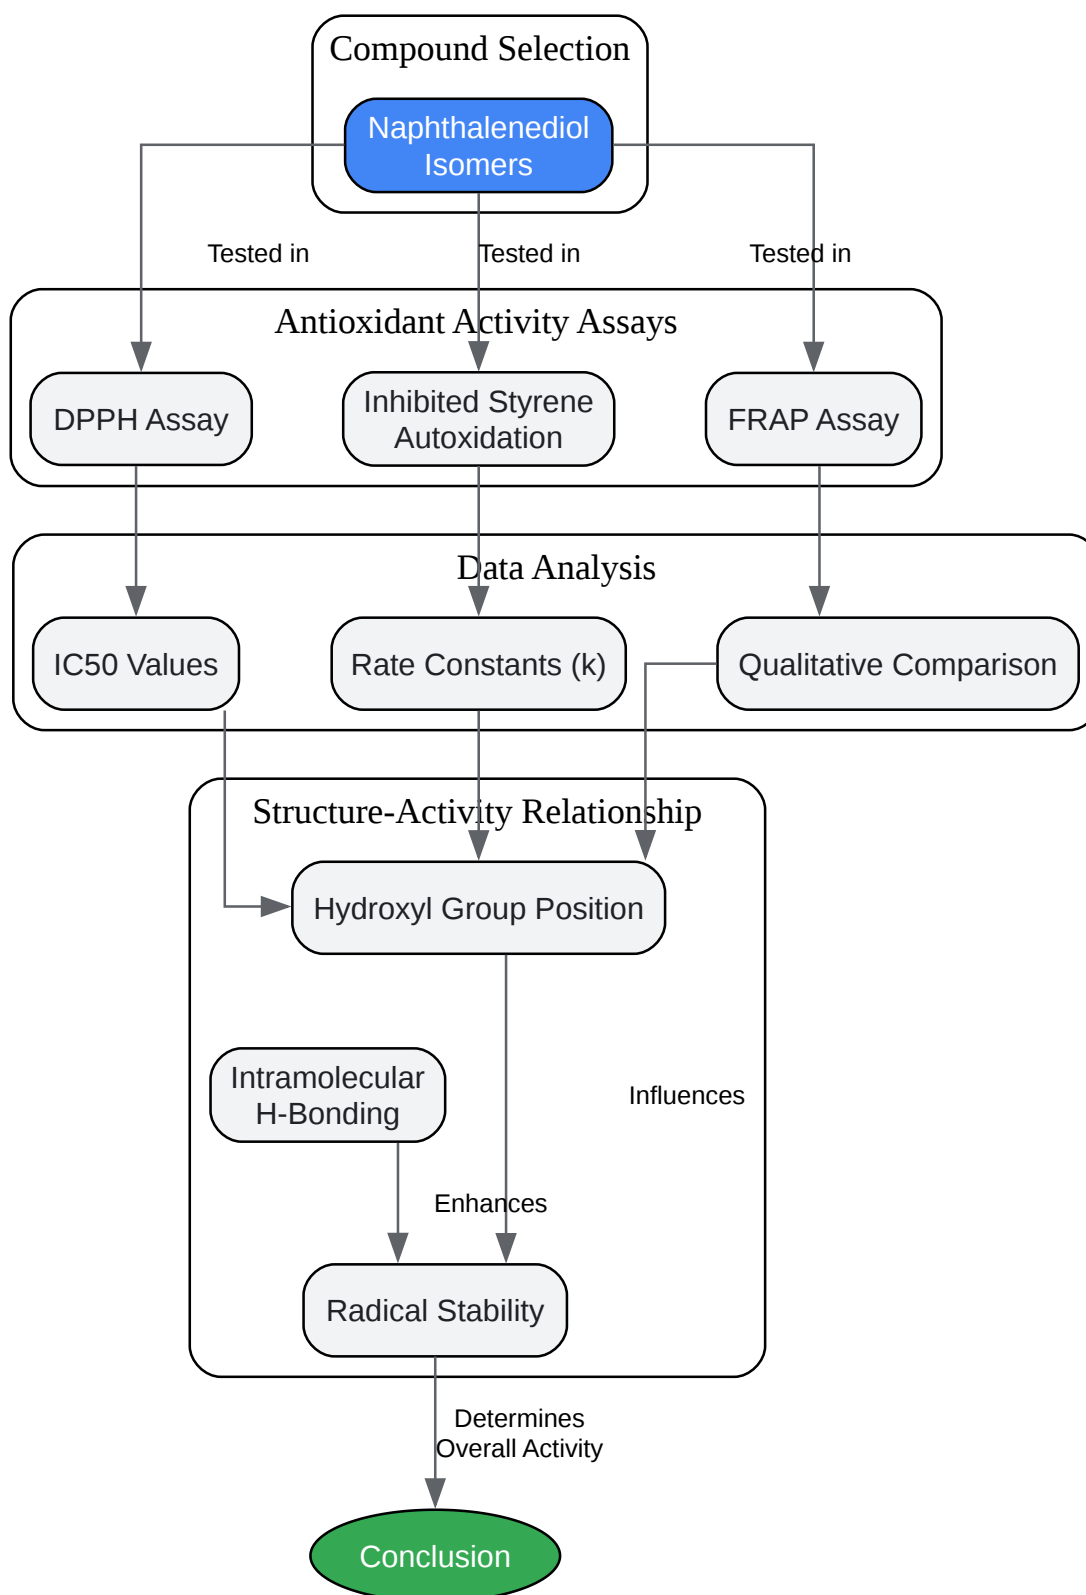 Compound Selection
Naphthalenediol
Isomers
Tested in
Tested in
Tested in
Antioxidant Activity Assays
DPPH Assay
Inhibited Styrene
Autoxidation
FRAP Assay
Data Analysis
IC50 Values
Rate Constants (k)
Qualitative Comparison
Structure-Activity Relationship
Hydroxyl Group Position
Intramolecular
H-Bonding
Influences
Enhances
Radical Stability
Determines
Overall Activity
Conclusion